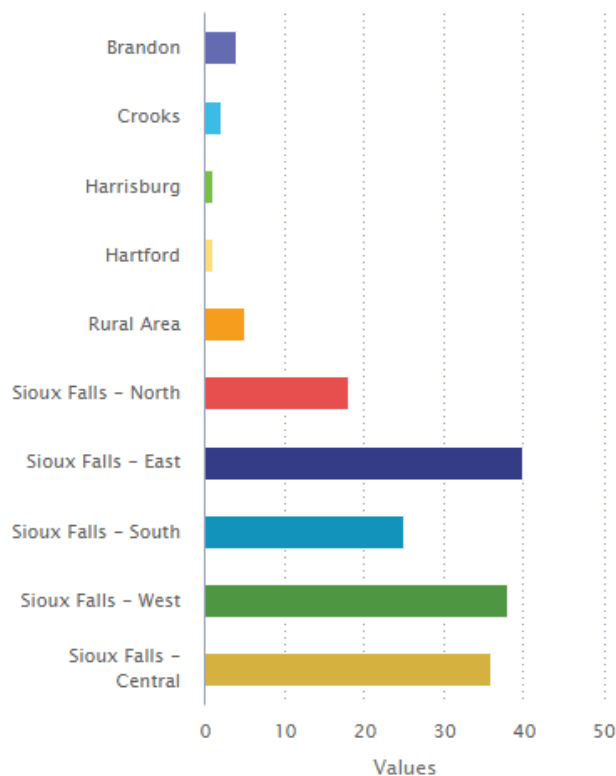 Brandon
Crooks
Harrisburg
Hartford
Rural Area
Sioux Falls – North
Sioux Falls – East
Sioux Falls – South
Sioux Falls – West
Sioux Falls –
Central
0 10 20 30 40 50
Values